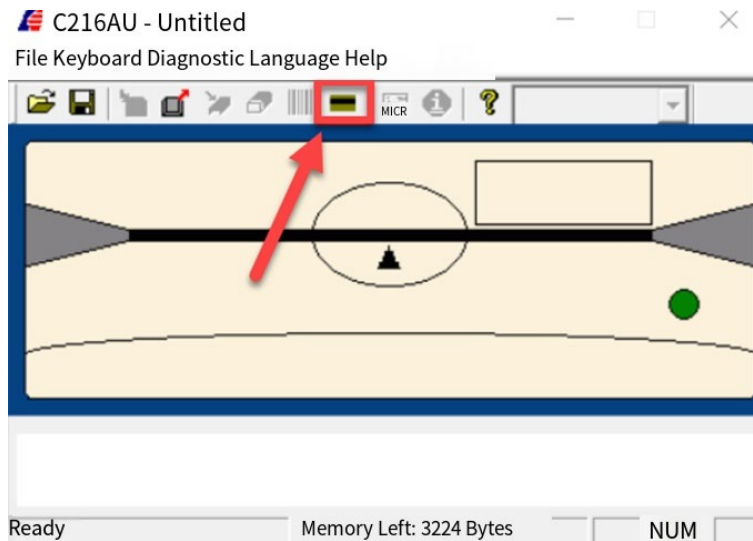 C216AU - Untitled
File Keyboard Diagnostic Language Help
MICR
Ready Memory Left: 3224 Bytes NUM